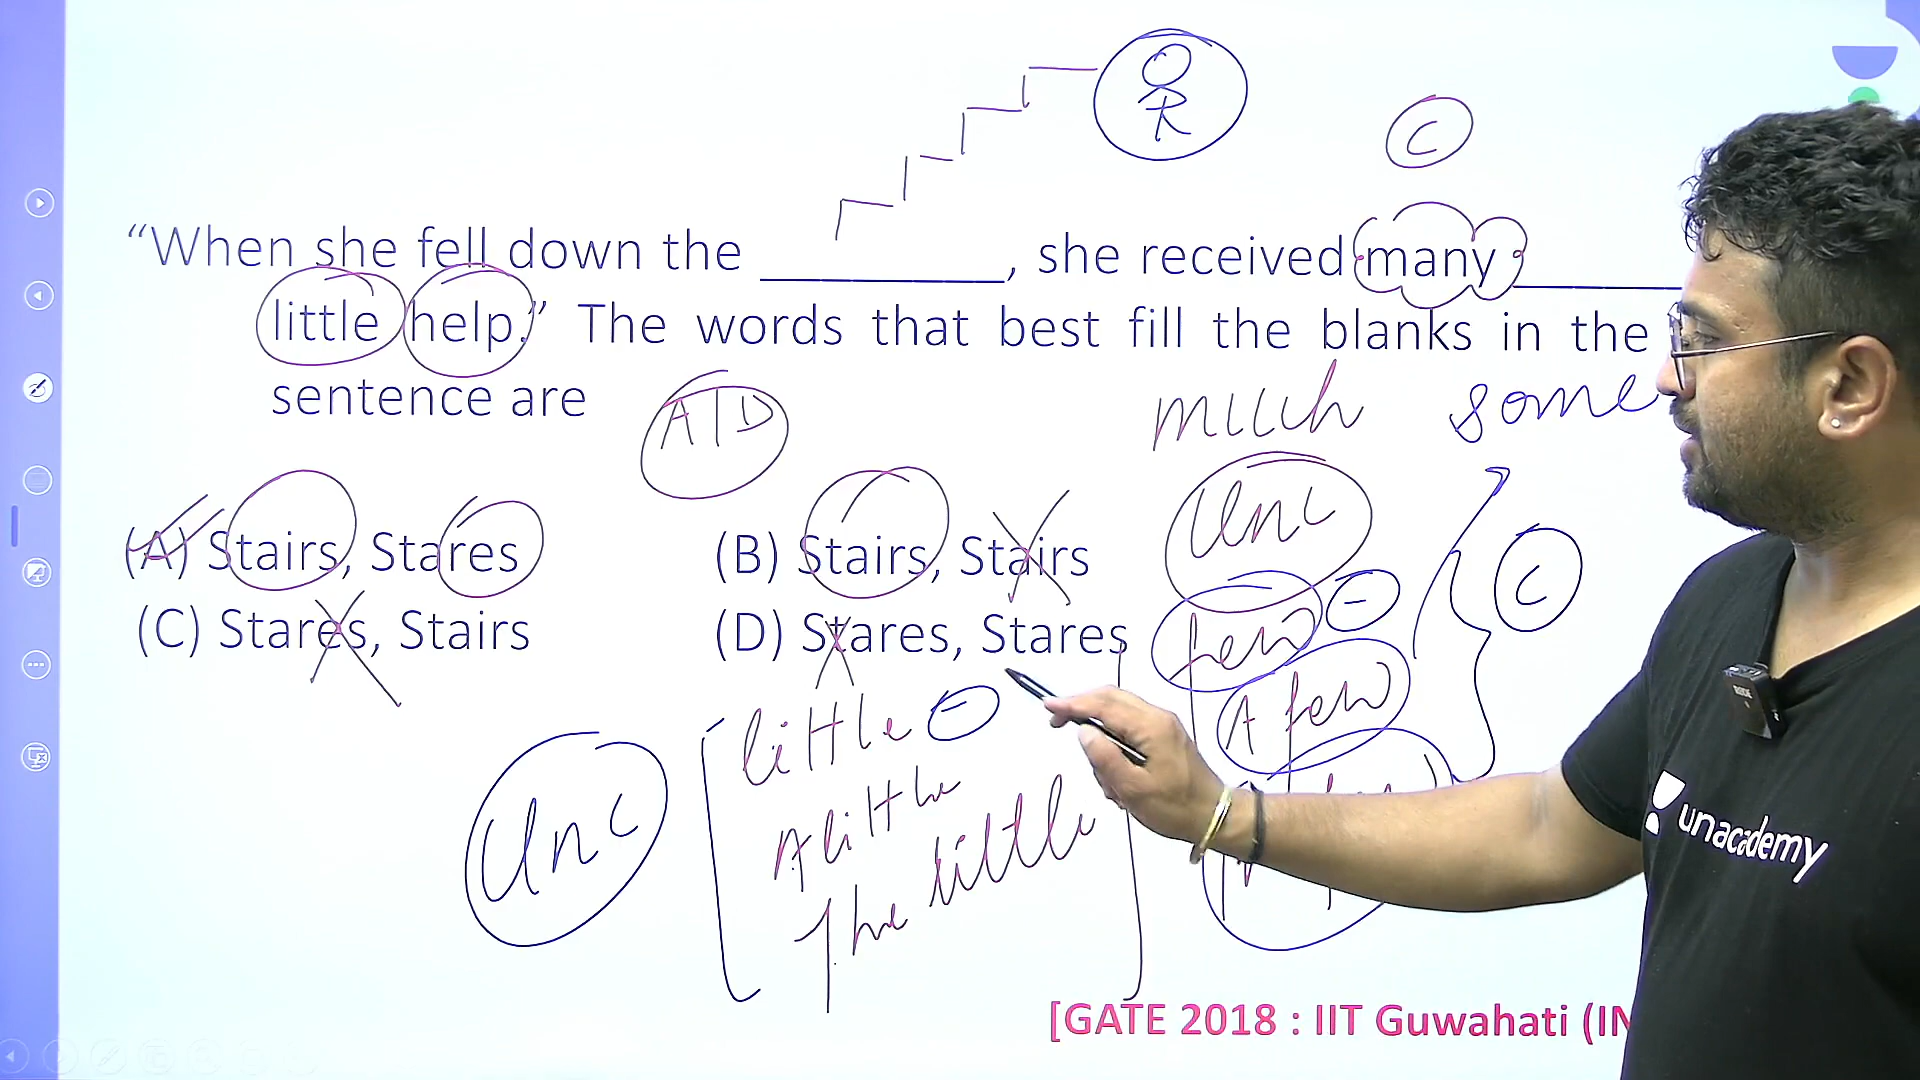 C
“When she fell down the ____________, she received many ________
little help.” The words that best fill the blanks in the
sentence are
A | D
much some
(A) Stairs, Stares (B) Stairs, Stairs
Unc
(C) Stares, Stairs (D) Stares, Stares
few -
C
A few
little -
A little
The little
Unc
unacademy
[GATE 2018 : IIT Guwahati (IN